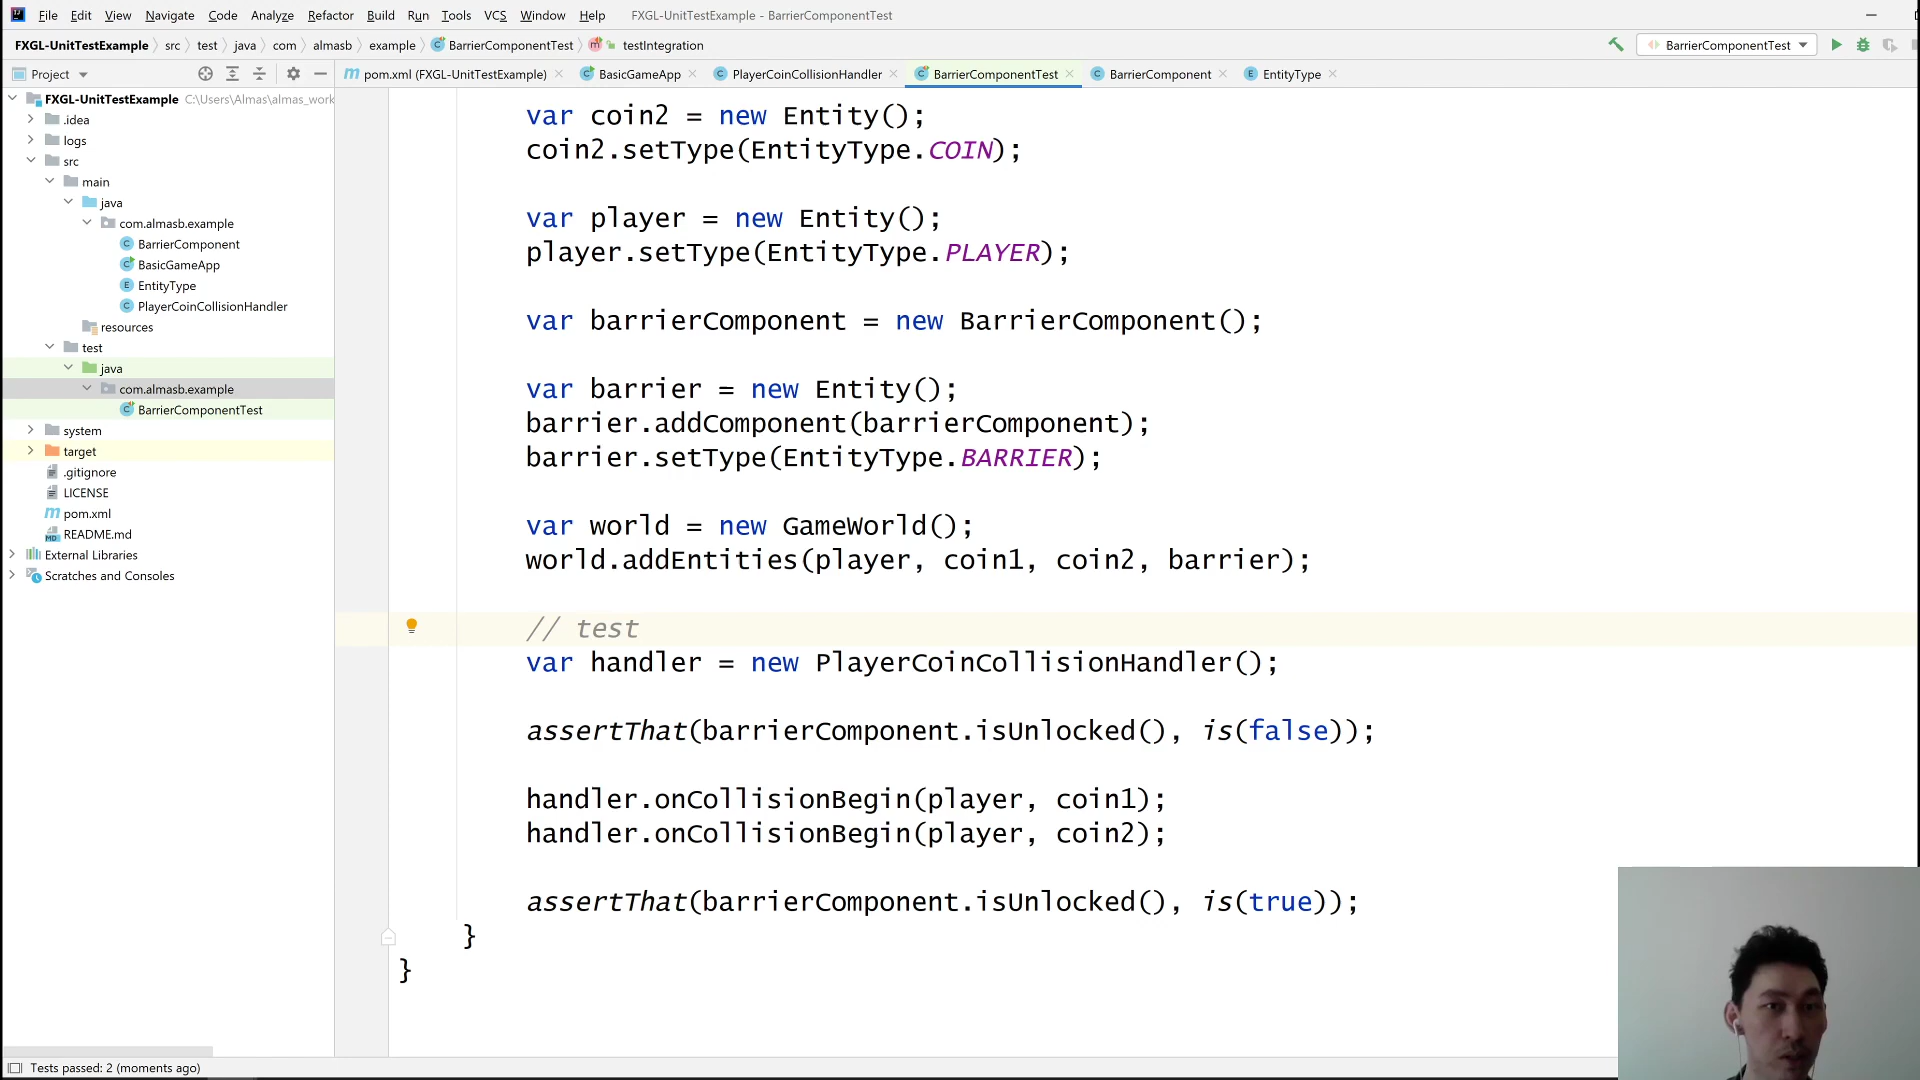 File Edit View Navigate Code Analyze Refactor Build Run Tools VCS Window Help FXGL-UnitTestExample - BarrierComponentTest
FXGL-UnitTestExample src test java com almasb example BarrierComponentTest testIntegration BarrierComponentTest
Project
pom.xml (FXGL-UnitTestExample) BasicGameApp PlayerCoinCollisionHandler BarrierComponentTest BarrierComponent EntityType
FXGL-UnitTestExample C:\Users\Almas\almas_work
.idea
logs
src
main
java
com.almasb.example
BarrierComponent
BasicGameApp
EntityType
PlayerCoinCollisionHandler
resources
test
java
com.almasb.example
BarrierComponentTest
system
target
.gitignore
LICENSE
pom.xml
README.md
External Libraries
Scratches and Consoles
var coin2 = new Entity();
coin2.setType(EntityType.COIN);
var player = new Entity();
player.setType(EntityType.PLAYER);
var barrierComponent = new BarrierComponent();
var barrier = new Entity();
barrier.addComponent(barrierComponent);
barrier.setType(EntityType.BARRIER);
var world = new GameWorld();
world.addEntities(player, coin1, coin2, barrier);
// test
var handler = new PlayerCoinCollisionHandler();
assertThat(barrierComponent.isUnlocked(), is(false));
handler.onCollisionBegin(player, coin1);
handler.onCollisionBegin(player, coin2);
assertThat(barrierComponent.isUnlocked(), is(true));
}
}
Tests passed: 2 (moments ago)